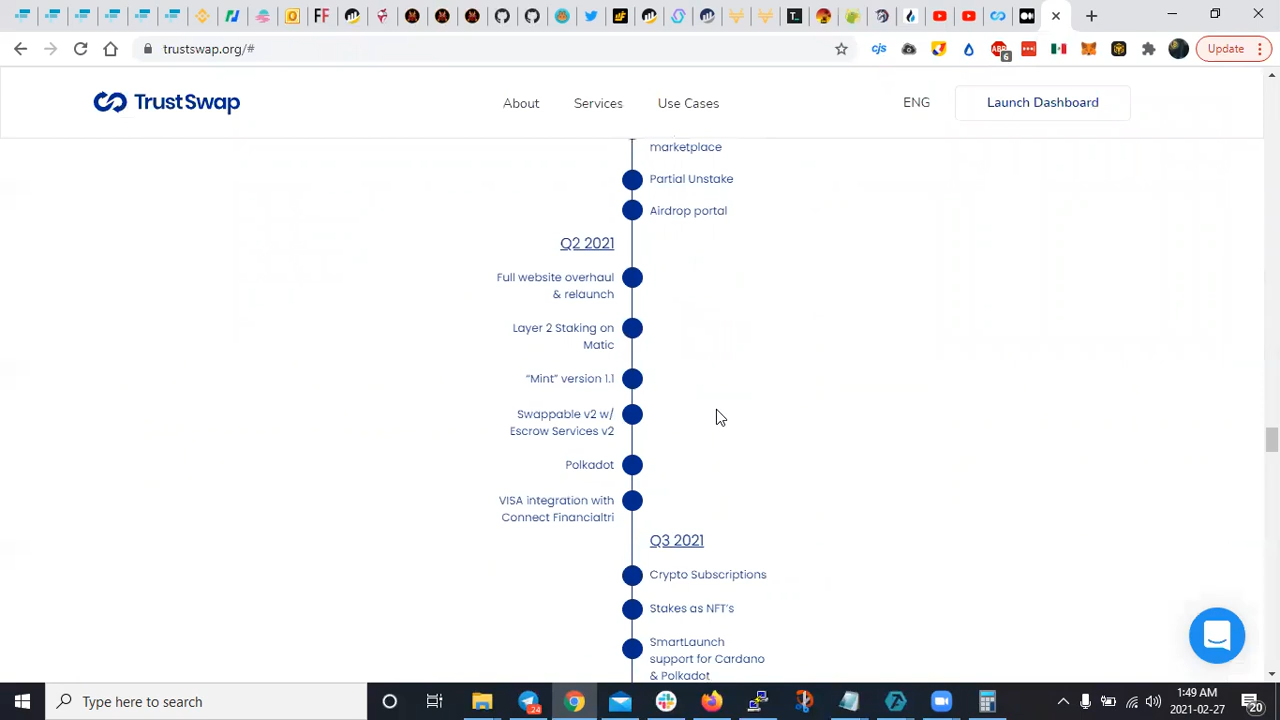 trustswap.org/#
6
Update
TrustSwap
About
Services
Use Cases
ENG
Launch Dashboard
marketplace
Partial Unstake
Airdrop portal
Q2 2021
Full website overhaul
& relaunch
Layer 2 Staking on
Matic
“Mint” version 1.1
Swappable v2 w/
Escrow Services v2
Polkadot
VISA integration with
Connect Financialtri
Q3 2021
Crypto Subscriptions
Stakes as NFT's
SmartLaunch
support for Cardano
& Polkadot
Type here to search
24
1:49 AM
2021-02-27
20